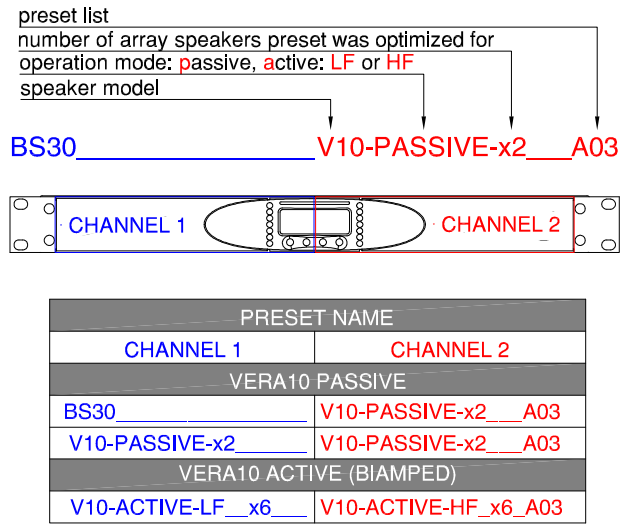 preset list
number of array speakers preset was optimized for
operation mode: passive, active: LF or HF
speaker model
BS30____________________V10-PASSIVE-x2___A03
CHANNEL 1 CHANNEL 2
PRESET NAME
CHANNEL 1 CHANNEL 2
VERA10 PASSIVE
BS30________________ V10-PASSIVE-x2___A03
V10-PASSIVE-x2______ V10-PASSIVE-x2___A03
VERA10 ACTIVE (BIAMPED)
V10-ACTIVE-LF__x6___ V10-ACTIVE-HF_x6_A03